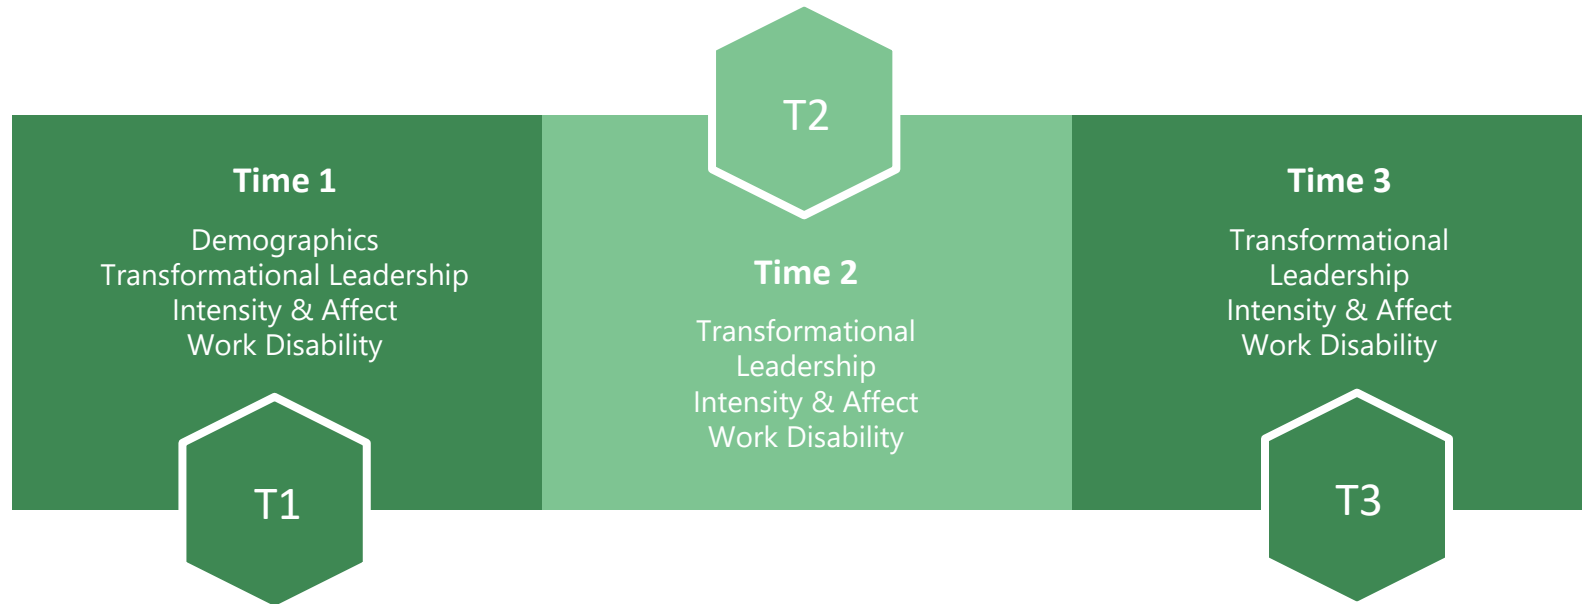 Time 1
Demographics
Transformational Leadership
Intensity & Affect
Work Disability
T1
T2
Time 2
Transformational
Leadership
Intensity & Affect
Work Disability
Time 3
Transformational
Leadership
Intensity & Affect
Work Disability
T3